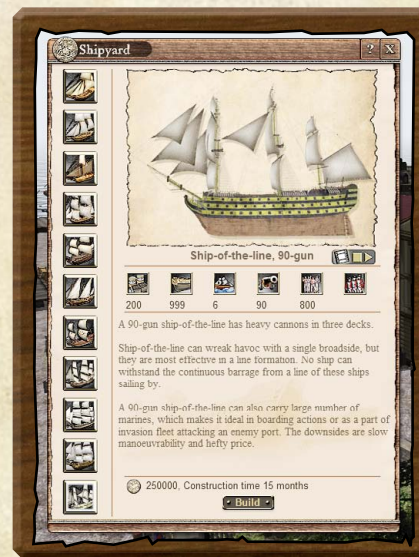 Shipyard ? X
Ship-of-the-line, 90-gun
200 999 6 90 800
A 90-gun ship-of-the-line has heavy cannons in three decks.
Ship-of-the-line can wreak havoc with a single broadside, but
they are most effective in a line formation. No ship can
withstand the continuous barrage from a line of these ships
sailing by.
A 90-gun ship-of-the-line can also carry large number of
marines, which makes it ideal in boarding actions or as a part of
invasion fleet attacking an enemy port. The downsides are slow
manoeuvrability and hefty price.
250000, Construction time 15 months
Build